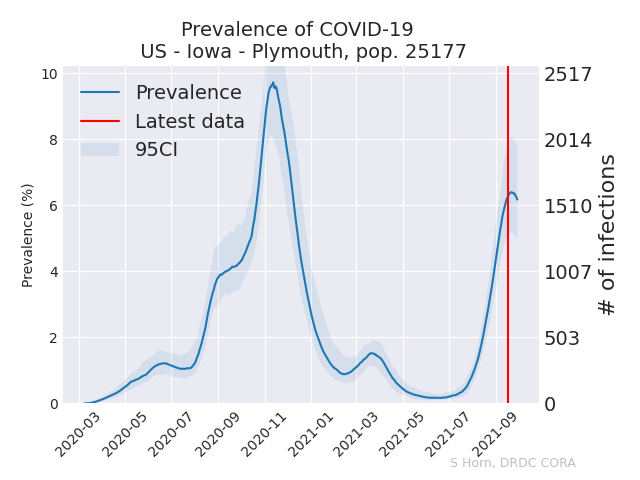 Prevalence of COVID-19
US - Iowa - Plymouth, pop. 25177
Prevalence
Latest data
95CI
Prevalence (%)
10
8
6
4
2
0
2517
2014
1510
1007
503
0
# of infections
2020-03
2020-05
2020-07
2020-09
2020-11
2021-01
2021-03
2021-05
2021-07
2021-09
S Horn, DRDC CORA